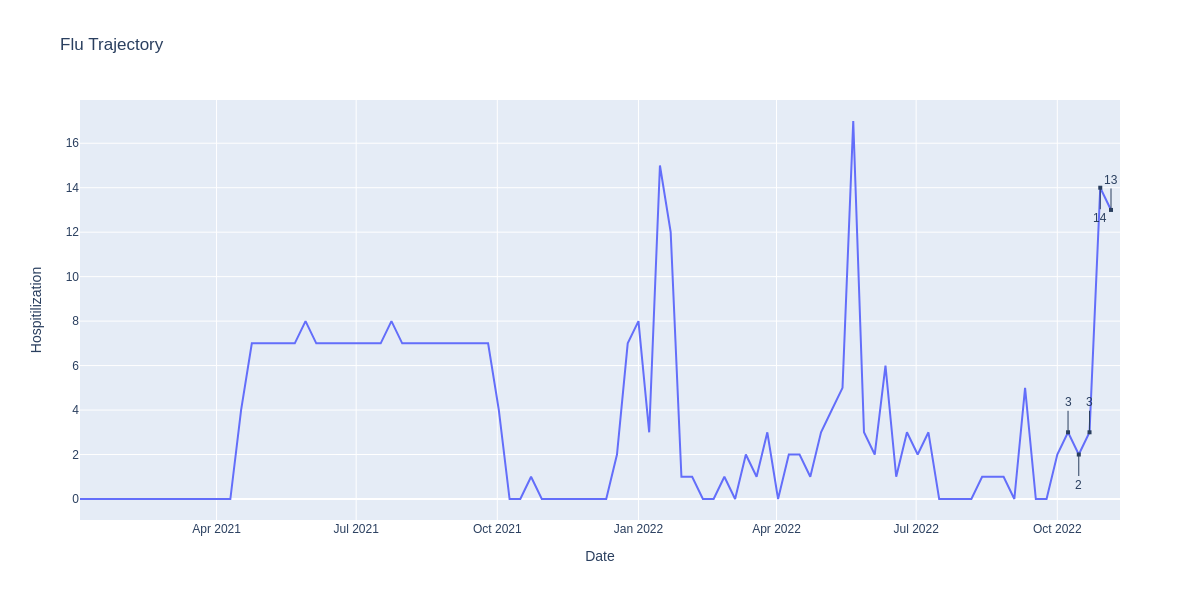 Flu Trajectory
Hospitilization
16
14
12
10
8
6
4
2
0
13
14
3
3
2
Apr 2021
Jul 2021
Oct 2021
Jan 2022
Apr 2022
Jul 2022
Oct 2022
Date